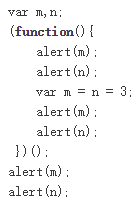 var m,n;
(function(){
    alert(m);
    alert(n);
    var m = n = 3;
    alert(m);
    alert(n);
 })();
alert(m);
alert(n);